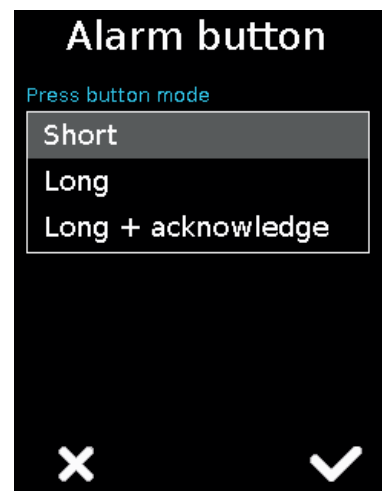 Alarm button
Press button mode
Short
Long
Long + acknowledge